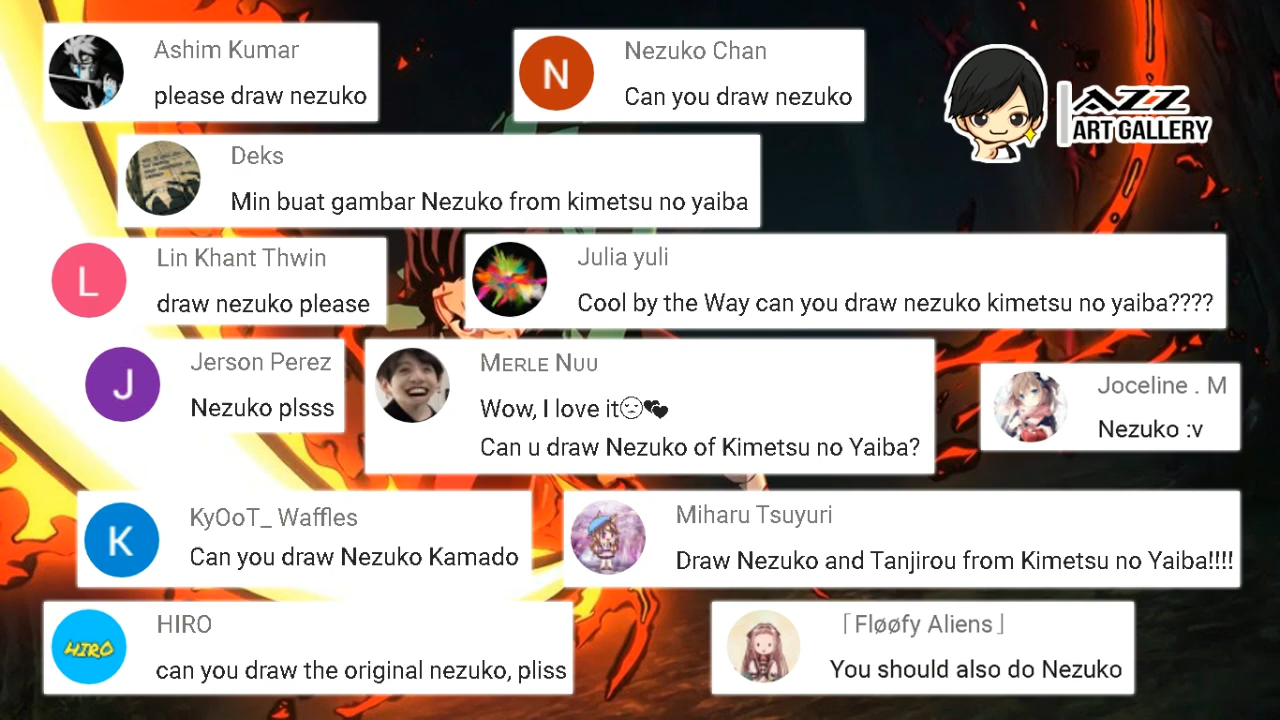 Ashim Kumar
please draw nezuko
N
Nezuko Chan
Can you draw nezuko
AZZ
ART GALLERY
Deks
Min buat gambar Nezuko from kimetsu no yaiba
L
Lin Khant Thwin
draw nezuko please
Julia yuli
Cool by the Way can you draw nezuko kimetsu no yaiba????
J
Jerson Perez
Nezuko plsss
Mᴇʀʟᴇ Nᴜᴜ
Wow, I love it😔💕
Can u draw Nezuko of Kimetsu no Yaiba?
Joceline . M
Nezuko :v
K
KyOoT_ Waffles
Can you draw Nezuko Kamado
Miharu Tsuyuri
Draw Nezuko and Tanjirou from Kimetsu no Yaiba!!!!
HIRO
HIRO
can you draw the original nezuko, pliss
「Fløøfy Aliens」
You should also do Nezuko